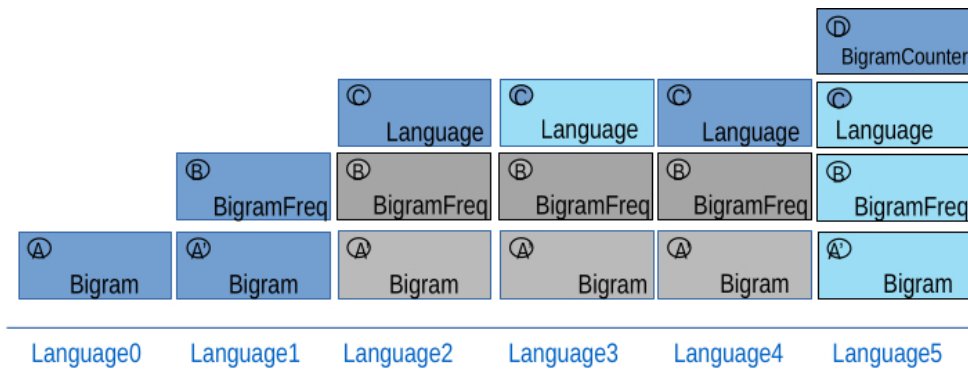 D
BigramCounter
C
Language
C
Language
C
Language
C
Language
B
BigramFreq
B
BigramFreq
B
BigramFreq
B
BigramFreq
B
BigramFreq
A
Bigram
A'
Bigram
A'
Bigram
A'
Bigram
A'
Bigram
A'
Bigram
Language0
Language1
Language2
Language3
Language4
Language5